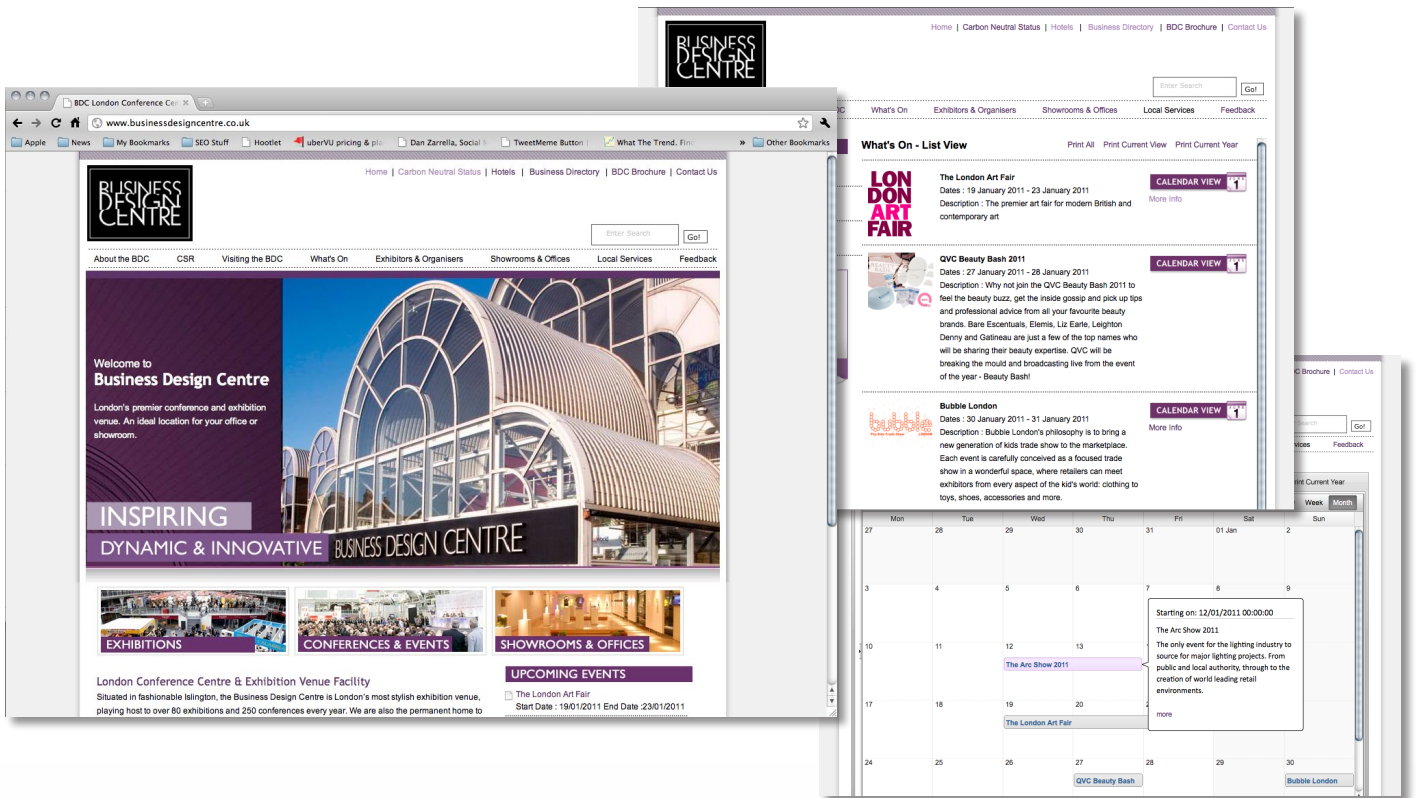 BDC London Conference Cen
www.businessdesigncentre.co.uk
Apple News My Bookmarks SEO Stuff Hootlet uberVU pricing & pla Dan Zarrella, Social TweetMeme Button What The Trend. Find » Other Bookmarks
BUSINESS
DESIGN
CENTRE
Home | Carbon Neutral Status | Hotels | Business Directory | BDC Brochure | Contact Us
Enter Search Go!
About the BDC CSR Visiting the BDC What's On Exhibitors & Organisers Showrooms & Offices Local Services Feedback
Welcome to
Business Design Centre
London's premier conference and exhibition
venue. An ideal location for your office or
showroom.
INSPIRING
DYNAMIC & INNOVATIVE
BUSINESS DESIGN CENTRE
EXHIBITIONS
CONFERENCES & EVENTS
SHOWROOMS & OFFICES
London Conference Centre & Exhibition Venue Facility
Situated in fashionable Islington, the Business Design Centre is London's most stylish exhibition venue,
playing host to over 80 exhibitions and 250 conferences every year. We are also the permanent home to
UPCOMING EVENTS
The London Art Fair
Start Date : 19/01/2011 End Date :23/01/2011
BUSINESS
DESIGN
CENTRE
Home | Carbon Neutral Status | Hotels | Business Directory | BDC Brochure | Contact Us
Enter Search Go!
DC What's On Exhibitors & Organisers Showrooms & Offices Local Services Feedback
What's On - List View
Print All Print Current View Print Current Year
LON
DON
ART
FAIR
The London Art Fair
Dates : 19 January 2011 - 23 January 2011
Description : The premier art fair for modern British and
contemporary art
CALENDAR VIEW 1
More Info
QVC Beauty Bash 2011
Dates : 27 January 2011 - 28 January 2011
Description : Why not join the QVC Beauty Bash 2011 to
feel the beauty buzz, get the inside gossip and pick up tips
and professional advice from all your favourite beauty
brands. Bare Escentuals, Elemis, Liz Earle, Leighton
Denny and Gatineau are just a few of the top names who
will be sharing their beauty expertise. QVC will be
breaking the mould and broadcasting live from the event
of the year - Beauty Bash!
CALENDAR VIEW 1
bubble
LONDON
Bubble London
Dates : 30 January 2011 - 31 January 2011
Description : Bubble London's philosophy is to bring a
new generation of kids trade show to the marketplace.
Each event is carefully conceived as a focused trade
show in a wonderful space, where retailers can meet
exhibitors from every aspect of the kid's world: clothing to
toys, shoes, accessories and more.
CALENDAR VIEW 1
More Info
C Brochure | Contact Us
Search Go!
vices Feedback
rint Current Year
Week Month
Mon Tue Wed Thu Fri Sat Sun
27 28 29 30 31 01 Jan 2
3 4 5 6 7 8 9
10 11 12 13
The Arc Show 2011
17 18 19 20
The London Art Fair
24 25 26 27 28 29 30
QVC Beauty Bash
Bubble London
Starting on: 12/01/2011 00:00:00
The Arc Show 2011
The only event for the lighting industry to
source for major lighting projects. From
public and local authority, through to the
creation of world leading retail
environments.
more